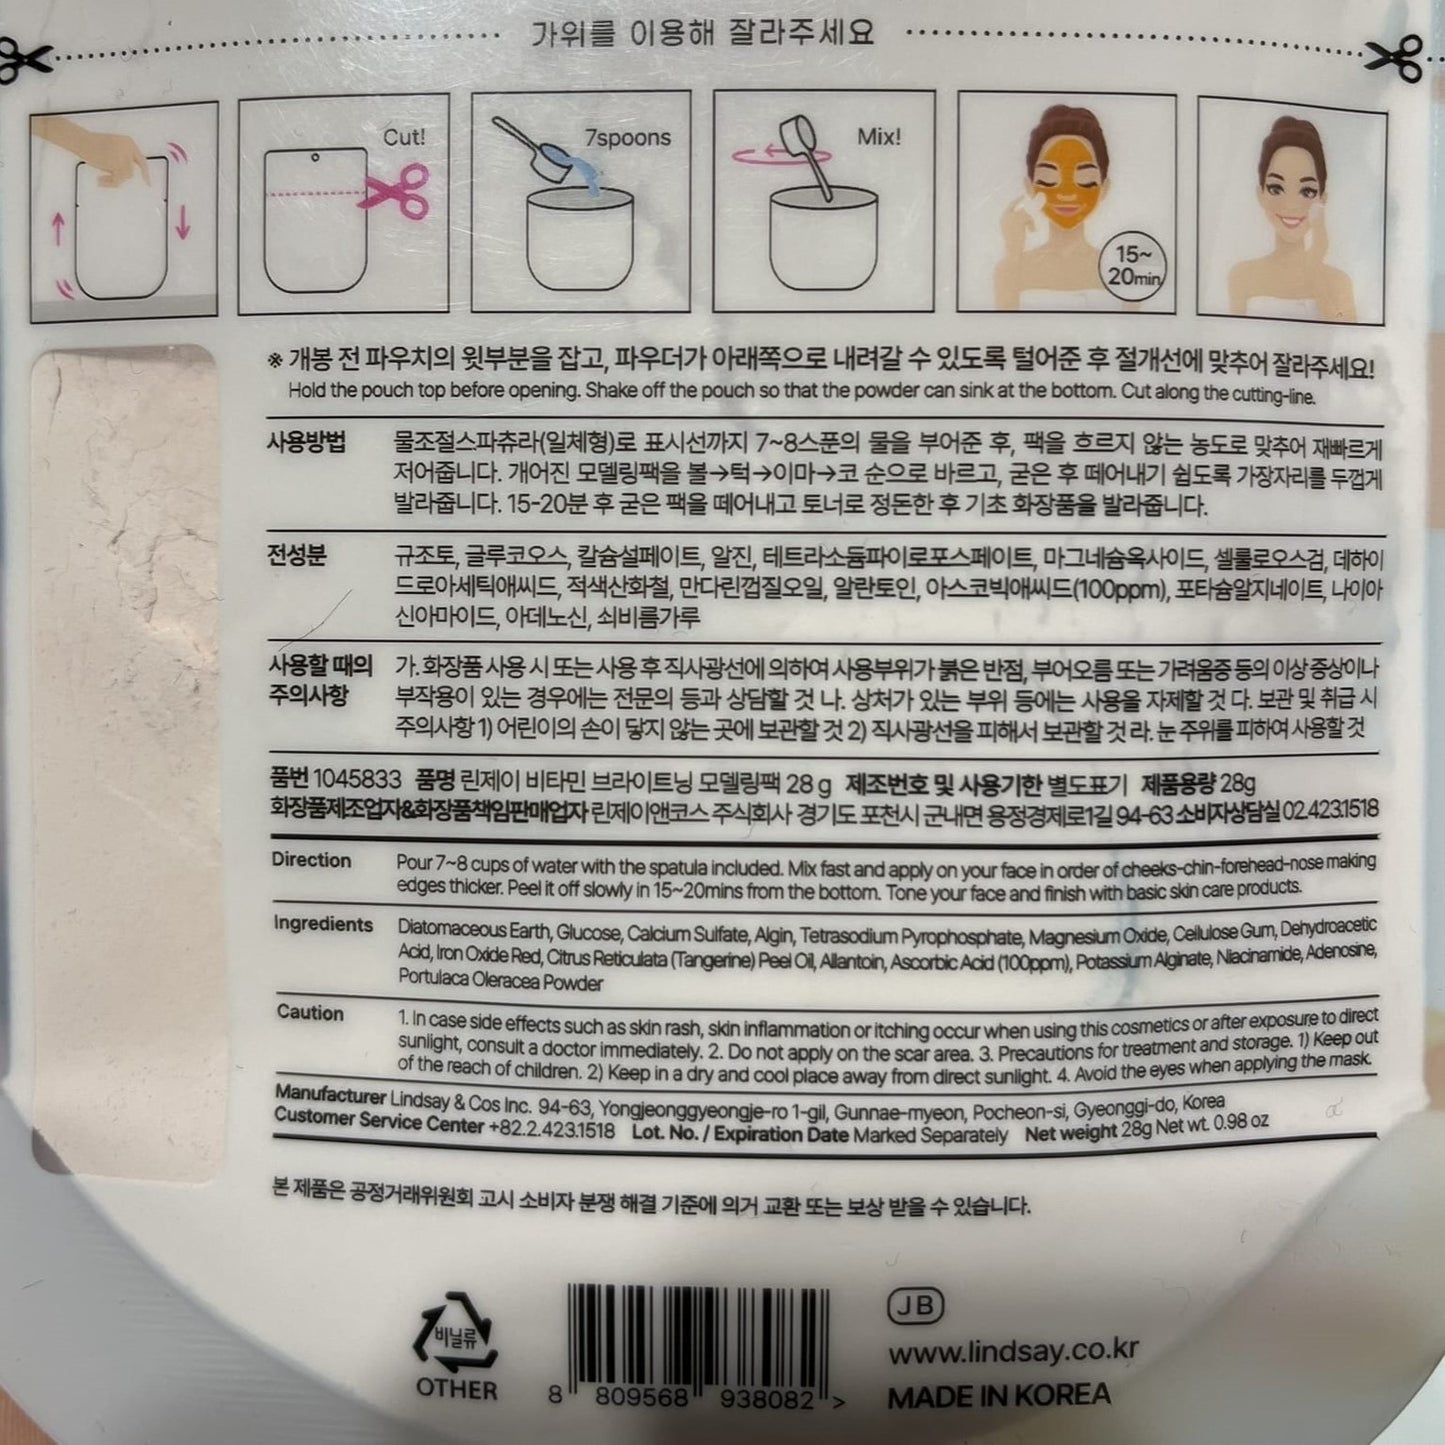 가위를 이용해 잘라주세요
Cut!
7spoons
Mix!
15~
20min
※ 개봉 전 파우치의 윗부분을 잡고, 파우더가 아래쪽으로 내려갈 수 있도록 털어준 후 절개선에 맞추어 잘라주세요!
Hold the pouch top before opening. Shake off the pouch so that the powder can sink at the bottom. Cut along the cutting-line.
사용방법 물조절스파츄라(일체형)로 표시선까지 7~8스푼의 물을 부어준 후, 팩을 흐르지 않는 농도로 맞추어 재빠르게
저어줍니다. 개어진 모델링팩을 볼→턱→이마→코 순으로 바르고, 굳은 후 떼어내기 쉽도록 가장자리를 두껍게
발라줍니다. 15-20분 후 굳은 팩을 떼어내고 토너로 정돈한 후 기초 화장품을 발라줍니다.
전성분 규조토, 글루코오스, 칼슘설페이트, 알진, 테트라소듐파이로포스페이트, 마그네슘옥사이드, 셀룰로오스검, 데하이
드로아세틱애씨드, 적색산화철, 만다린껍질오일, 알란토인, 아스코빅애씨드(100ppm), 포타슘알지네이트, 나이아
신아마이드, 아데노신, 쇠비름가루
사용할 때의 가. 화장품 사용 시 또는 사용 후 직사광선에 의하여 사용부위가 붉은 반점, 부어오름 또는 가려움증 등의 이상 증상이나
주의사항 부작용이 있는 경우에는 전문의 등과 상담할 것 나. 상처가 있는 부위 등에는 사용을 자제할 것 다. 보관 및 취급 시
주의사항 1) 어린이의 손이 닿지 않는 곳에 보관할 것 2) 직사광선을 피해서 보관할 것 라. 눈 주위를 피하여 사용할 것
품번 1045833 품명 린제이 비타민 브라이트닝 모델링팩 28 g 제조번호 및 사용기한 별도표기 제품용량 28g
화장품제조업자&화장품책임판매업자 린제이앤코스 주식회사 경기도 포천시 군내면 용정경제로1길 94-63 소비자상담실 02.423.1518
Direction Pour 7~8 cups of water with the spatula included. Mix fast and apply on your face in order of cheeks-chin-forehead-nose making
edges thicker. Peel it off slowly in 15~20mins from the bottom. Tone your face and finish with basic skin care products.
Ingredients Diatomaceous Earth, Glucose, Calcium Sulfate, Algin, Tetrasodium Pyrophosphate, Magnesium Oxide, Cellulose Gum, Dehydroacetic
Acid, Iron Oxide Red, Citrus Reticulata (Tangerine) Peel Oil, Allantoin, Ascorbic Acid (100ppm), Potassium Alginate, Niacinamide, Adenosine,
Portulaca Oleracea Powder
Caution 1. In case side effects such as skin rash, skin inflammation or itching occur when using this cosmetics or after exposure to direct
sunlight, consult a doctor immediately. 2. Do not apply on the scar area. 3. Precautions for treatment and storage. 1) Keep out
of the reach of children. 2) Keep in a dry and cool place away from direct sunlight. 4. Avoid the eyes when applying the mask.
Manufacturer Lindsay & Cos Inc. 94-63, Yongjeonggyeongje-ro 1-gil, Gunnae-myeon, Pocheon-si, Gyeonggi-do, Korea
Customer Service Center +82.2.423.1518 Lot. No. / Expiration Date Marked Separately Net weight 28g Net wt. 0.98 oz
본 제품은 공정거래위원회 고시 소비자 분쟁 해결 기준에 의거 교환 또는 보상 받을 수 있습니다.
비닐류
OTHER
8 809568 938082 >
JB
www.lindsay.co.kr
MADE IN KOREA